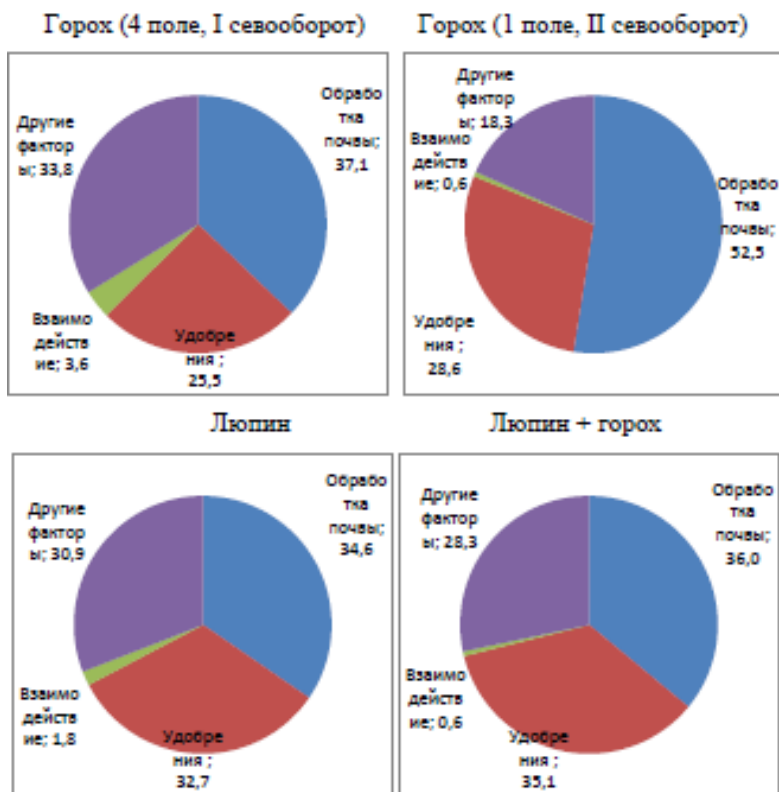 Горох (4 поле, I севооборот)
Обрабо
тка
почвы;
37,1
Удобре
ния ;
25,5
Взаимо
действ
ие; 3,6
Другие
фактор
ы; 33,8
Горох (1 поле, II севооборот)
Обрабо
тка
почвы;
52,5
Удобре
ния ;
28,6
Взаимо
действ
ие; 0,6
Другие
фактор
ы; 18,3
Люпин
Обрабо
тка
почвы;
34,6
Удобре
ния ;
32,7
Взаимо
действ
ие; 1,8
Другие
фактор
ы; 30,9
Люпин + горох
Обрабо
тка
почвы;
36,0
Удобре
ния ;
35,1
Взаимо
действ
ие; 0,6
Другие
фактор
ы; 28,3